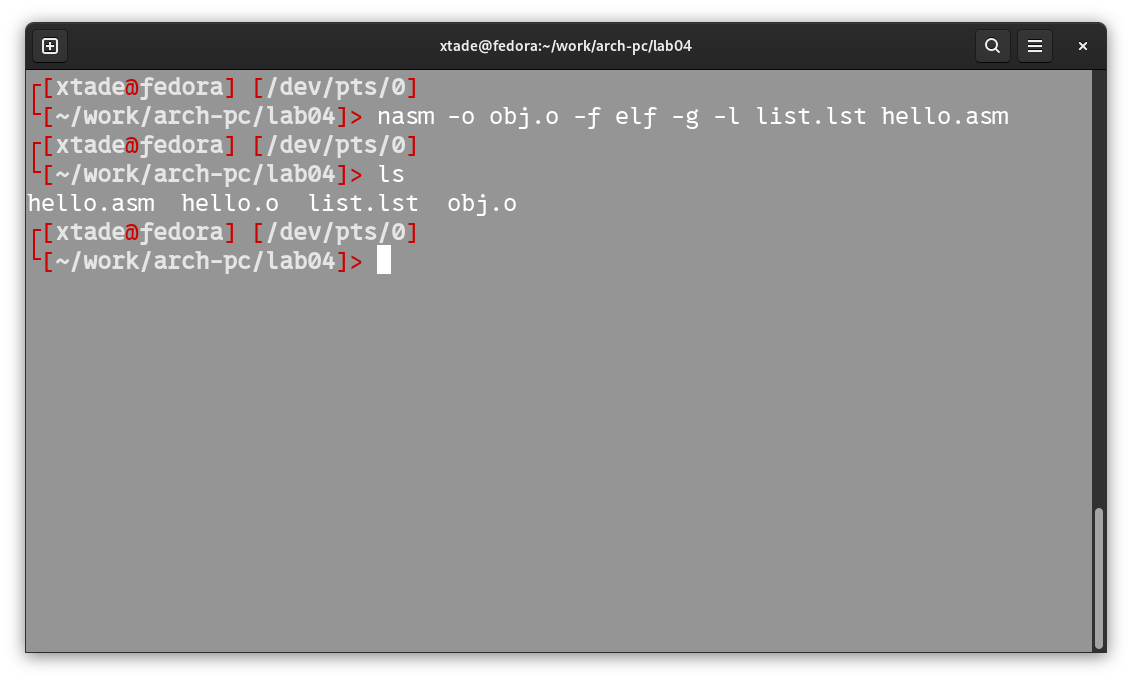 xtade@fedora:~/work/arch-pc/lab04
[xtade@fedora] [/dev/pts/0]
[~/work/arch-pc/lab04]> nasm -o obj.o -f elf -g -l list.lst hello.asm
[xtade@fedora] [/dev/pts/0]
[~/work/arch-pc/lab04]> ls
hello.asm  hello.o  list.lst  obj.o
[xtade@fedora] [/dev/pts/0]
[~/work/arch-pc/lab04]>